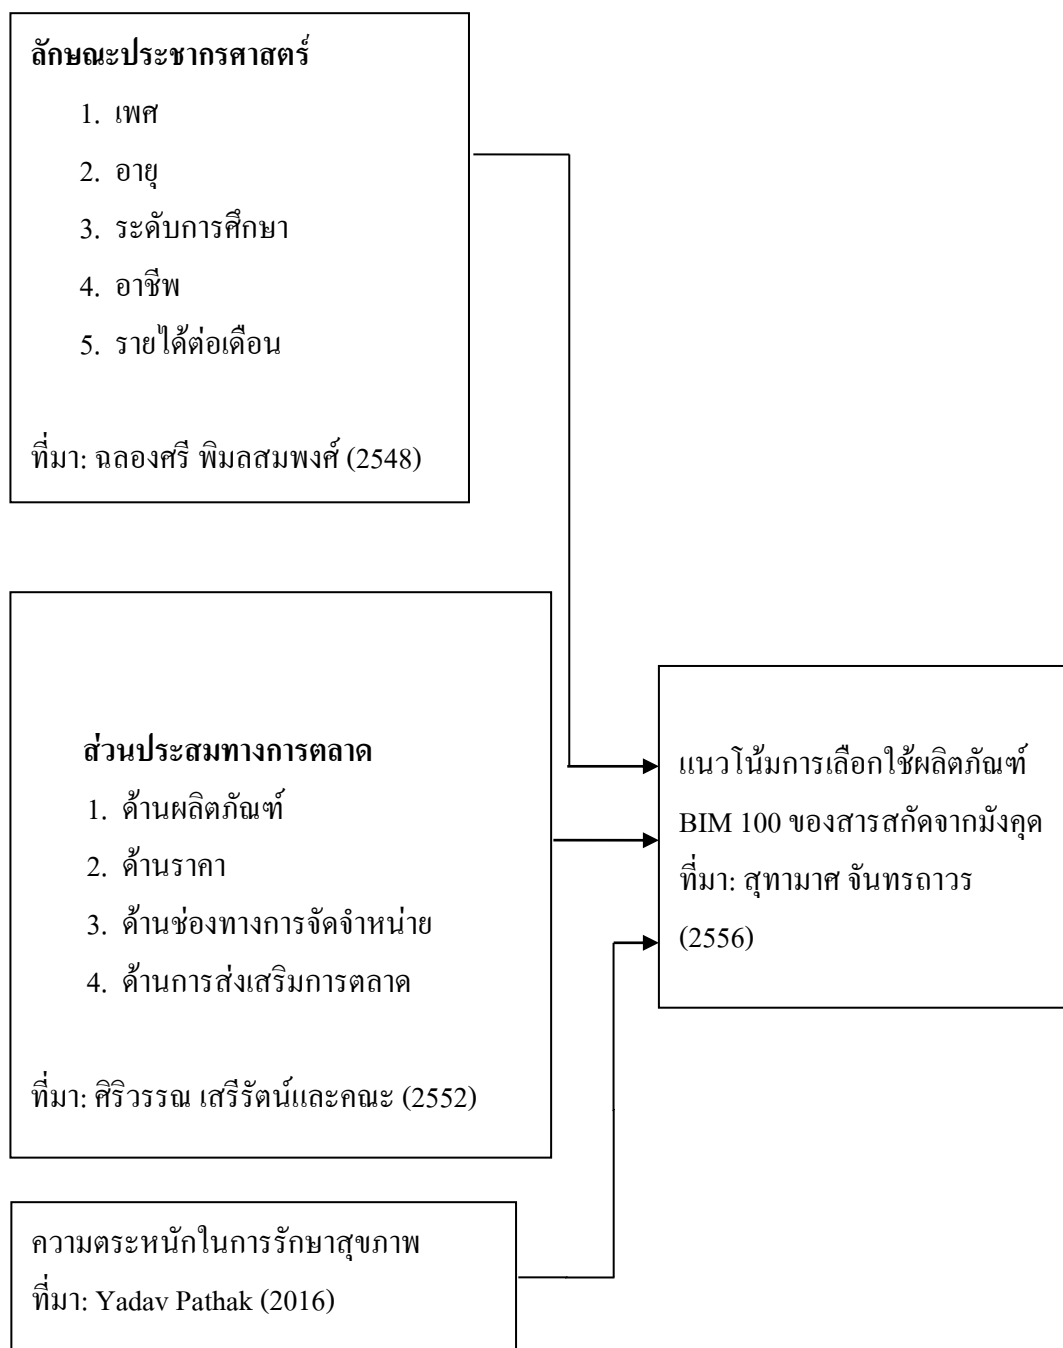 ลักษณะประชากรศาสตร์
1. เพศ
2. อายุ
3. ระดับการศึกษา
4. อาชีพ
5. รายได้ต่อเดือน
ที่มา: ฉลองศรี พิมลสมพงศ์ (2548)
ส่วนประสมทางการตลาด
1. ด้านผลิตภัณฑ์
2. ด้านราคา
3. ด้านช่องทางการจัดจำหน่าย
4. ด้านการส่งเสริมการตลาด
ที่มา: ศิริวรรณ เสรีรัตน์และคณะ (2552)
ความตระหนักในการรักษาสุขภาพ
ที่มา: Yadav Pathak (2016)
แนวโน้มการเลือกใช้ผลิตภัณฑ์
BIM 100 ของสารสกัดจากมังคุด
ที่มา: สุทามาศ จันทรถาวร
(2556)